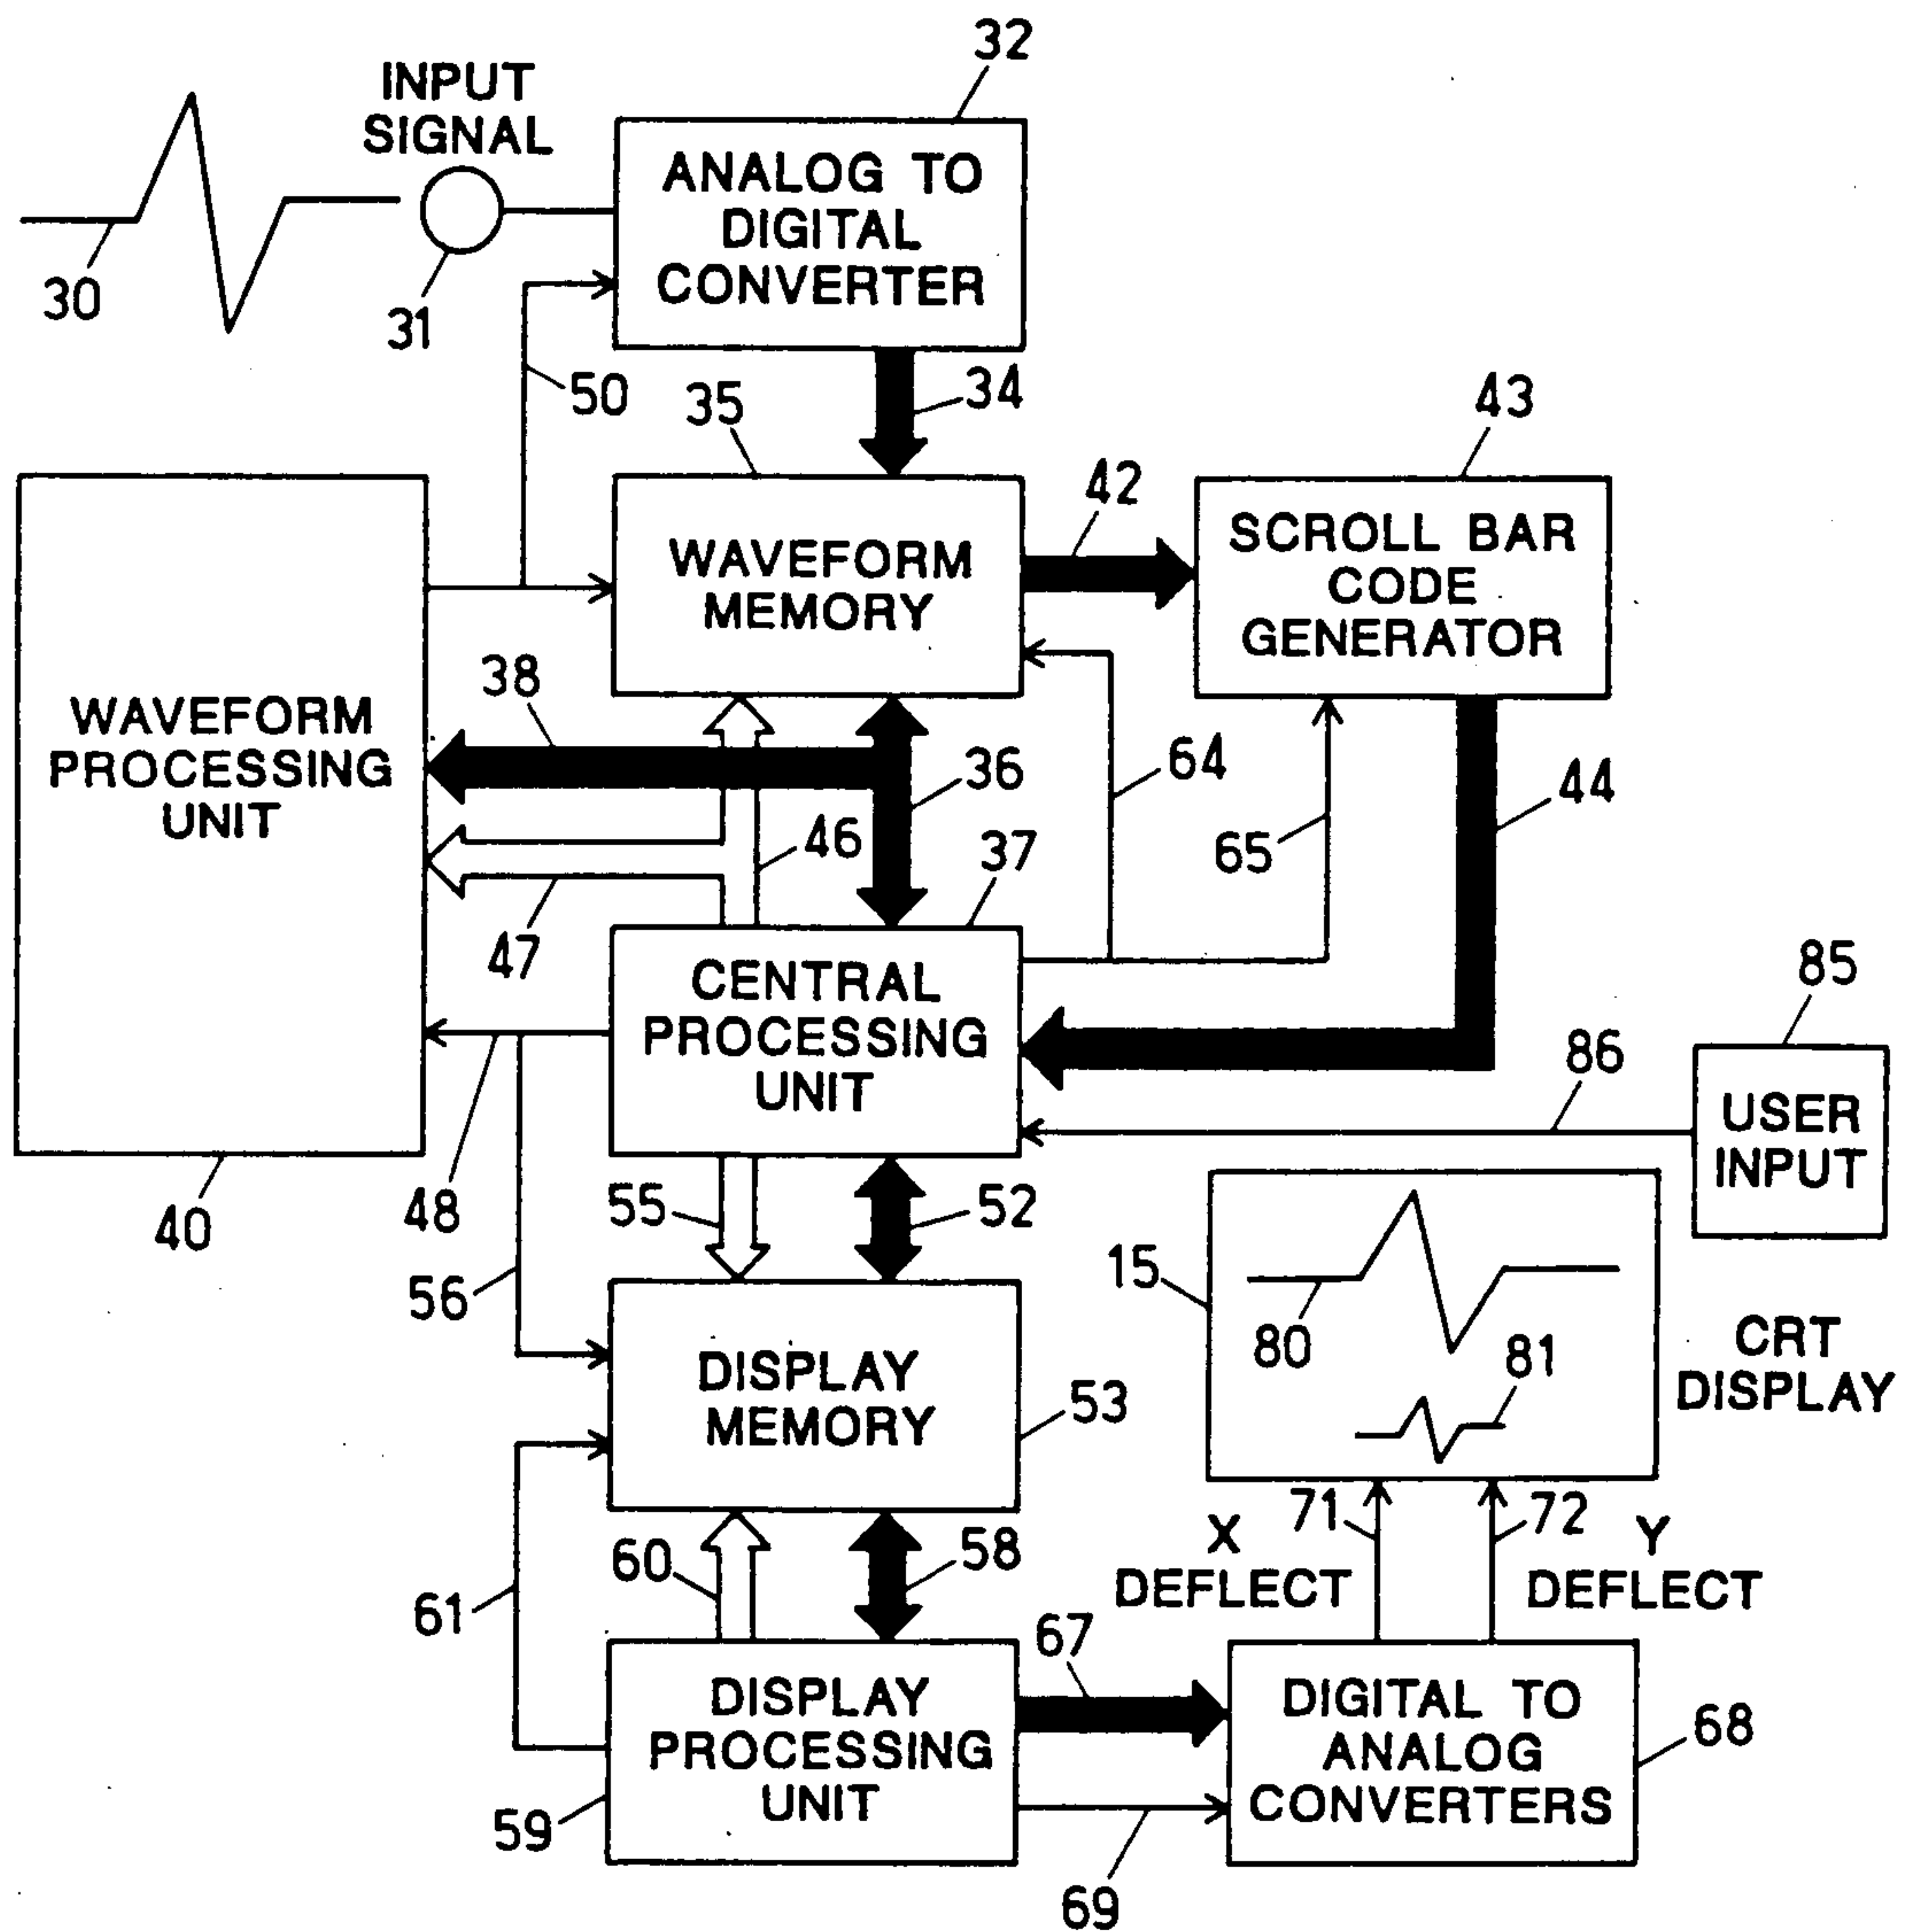 32
INPUT
SIGNAL
ANALOG TO
DIGITAL
CONVERTER
30
31
50
34
35
43
42
WAVEFORM
MEMORY
SCROLL BAR
CODE
GENERATOR
38
WAVEFORM
PROCESSING
UNIT
36
64
44
46
65
37
47
85
CENTRAL
PROCESSING
UNIT
86
USER
INPUT
40
48
55
52
15
56
80
81
CRT
DISPLAY
DISPLAY
MEMORY
53
71
72
X
DEFLECT
Y
DEFLECT
60
58
61
67
DISPLAY
PROCESSING
UNIT
DIGITAL TO
ANALOG
CONVERTERS
68
59
69